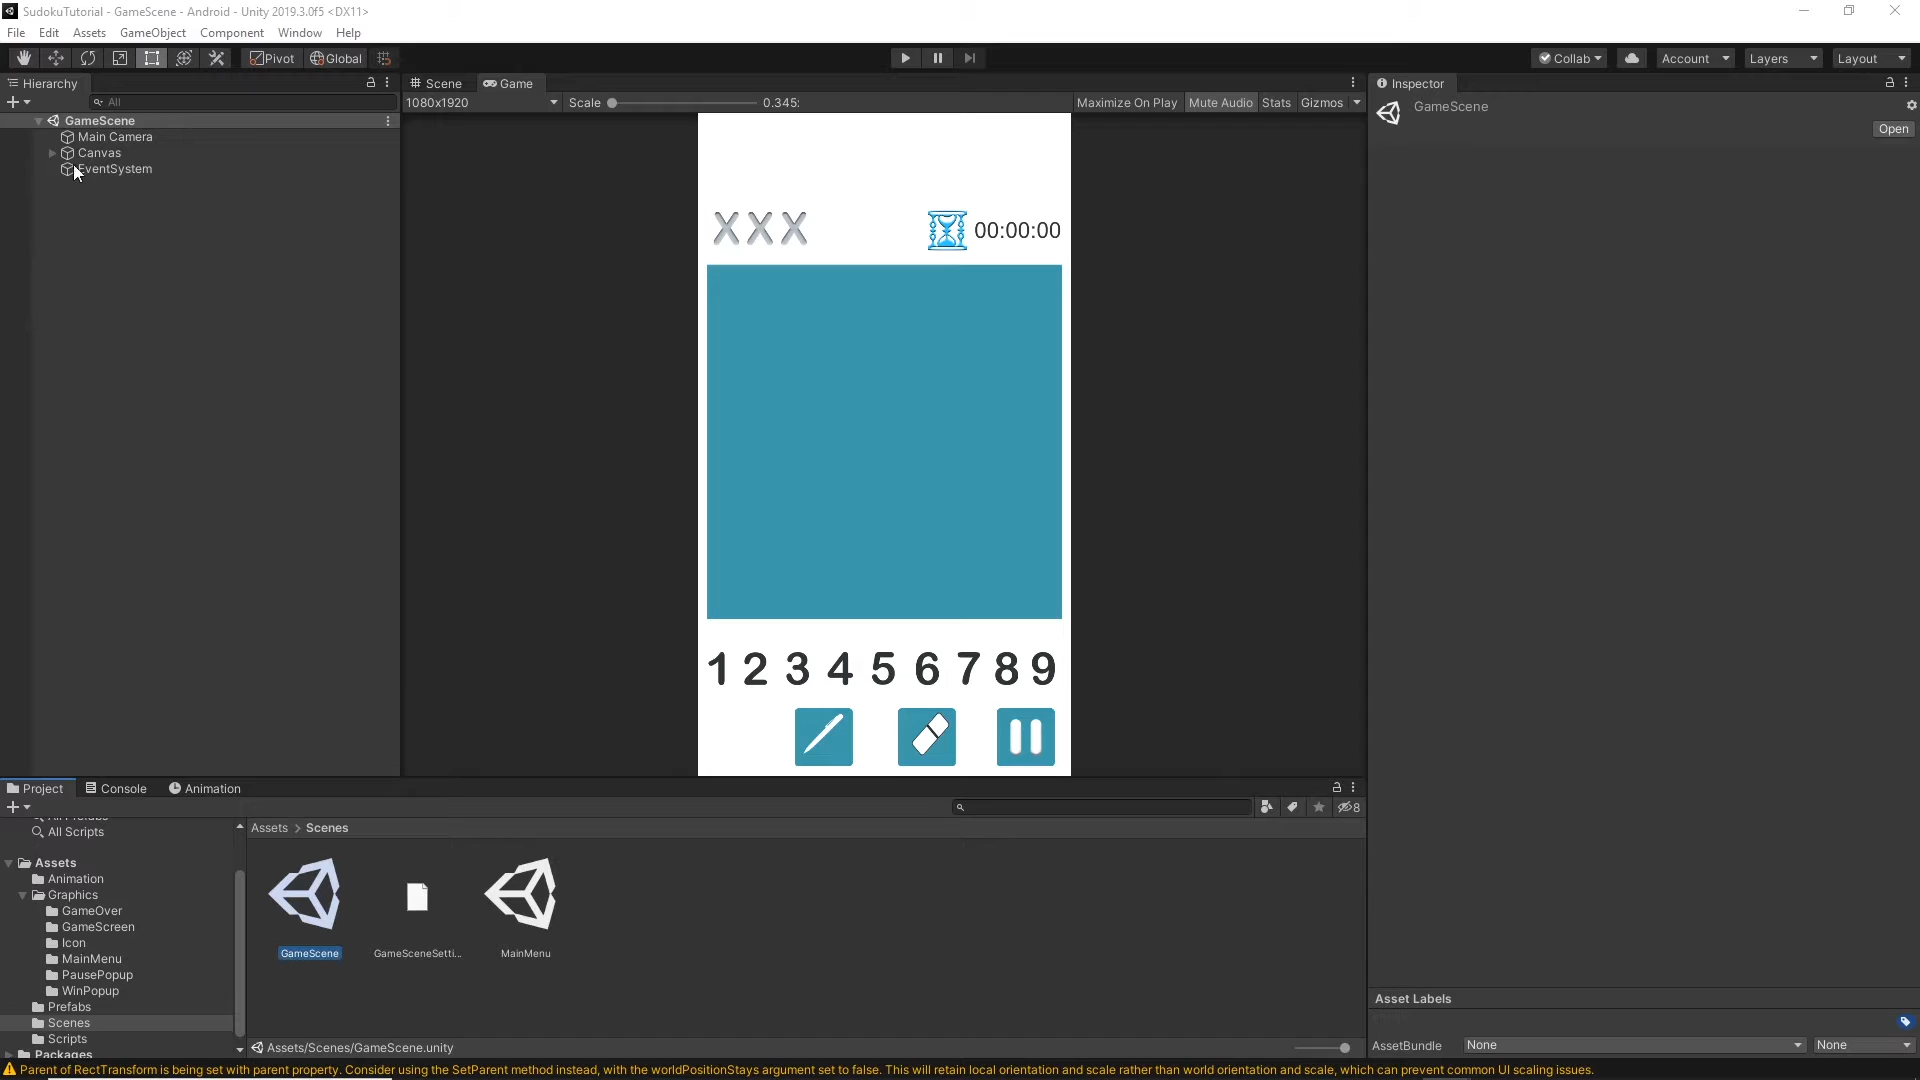 SudokuTutorial - GameScene - Android - Unity 2019.3.0f5 <DX11>
File Edit Assets GameObject Component Window Help
Pivot Global Collab Account Layers Layout
Hierarchy Scene Game Inspector
All 1080x1920 Scale 0.345: Maximize On Play Mute Audio Stats Gizmos GameScene
GameScene
Open
Main Camera
Canvas
EventSystem
XXX 00:00:00
1 2 3 4 5 6 7 8 9
Project Console Animation
8
All Prefabs
All Scripts
Assets > Scenes
Assets
Animation
Graphics
GameOver
GameScreen
Icon
MainMenu
PausePopup
WinPopup
Prefabs
Scenes
Scripts
Packages
GameScene GameSceneSetti... MainMenu
Assets/Scenes/GameScene.unity
Asset Labels
AssetBundle None None
Parent of RectTransform is being set with parent property. Consider using the SetParent method instead, with the worldPositionStays argument set to false. This will retain local orientation and scale rather than world orientation and scale, which can prevent common UI scaling issues.